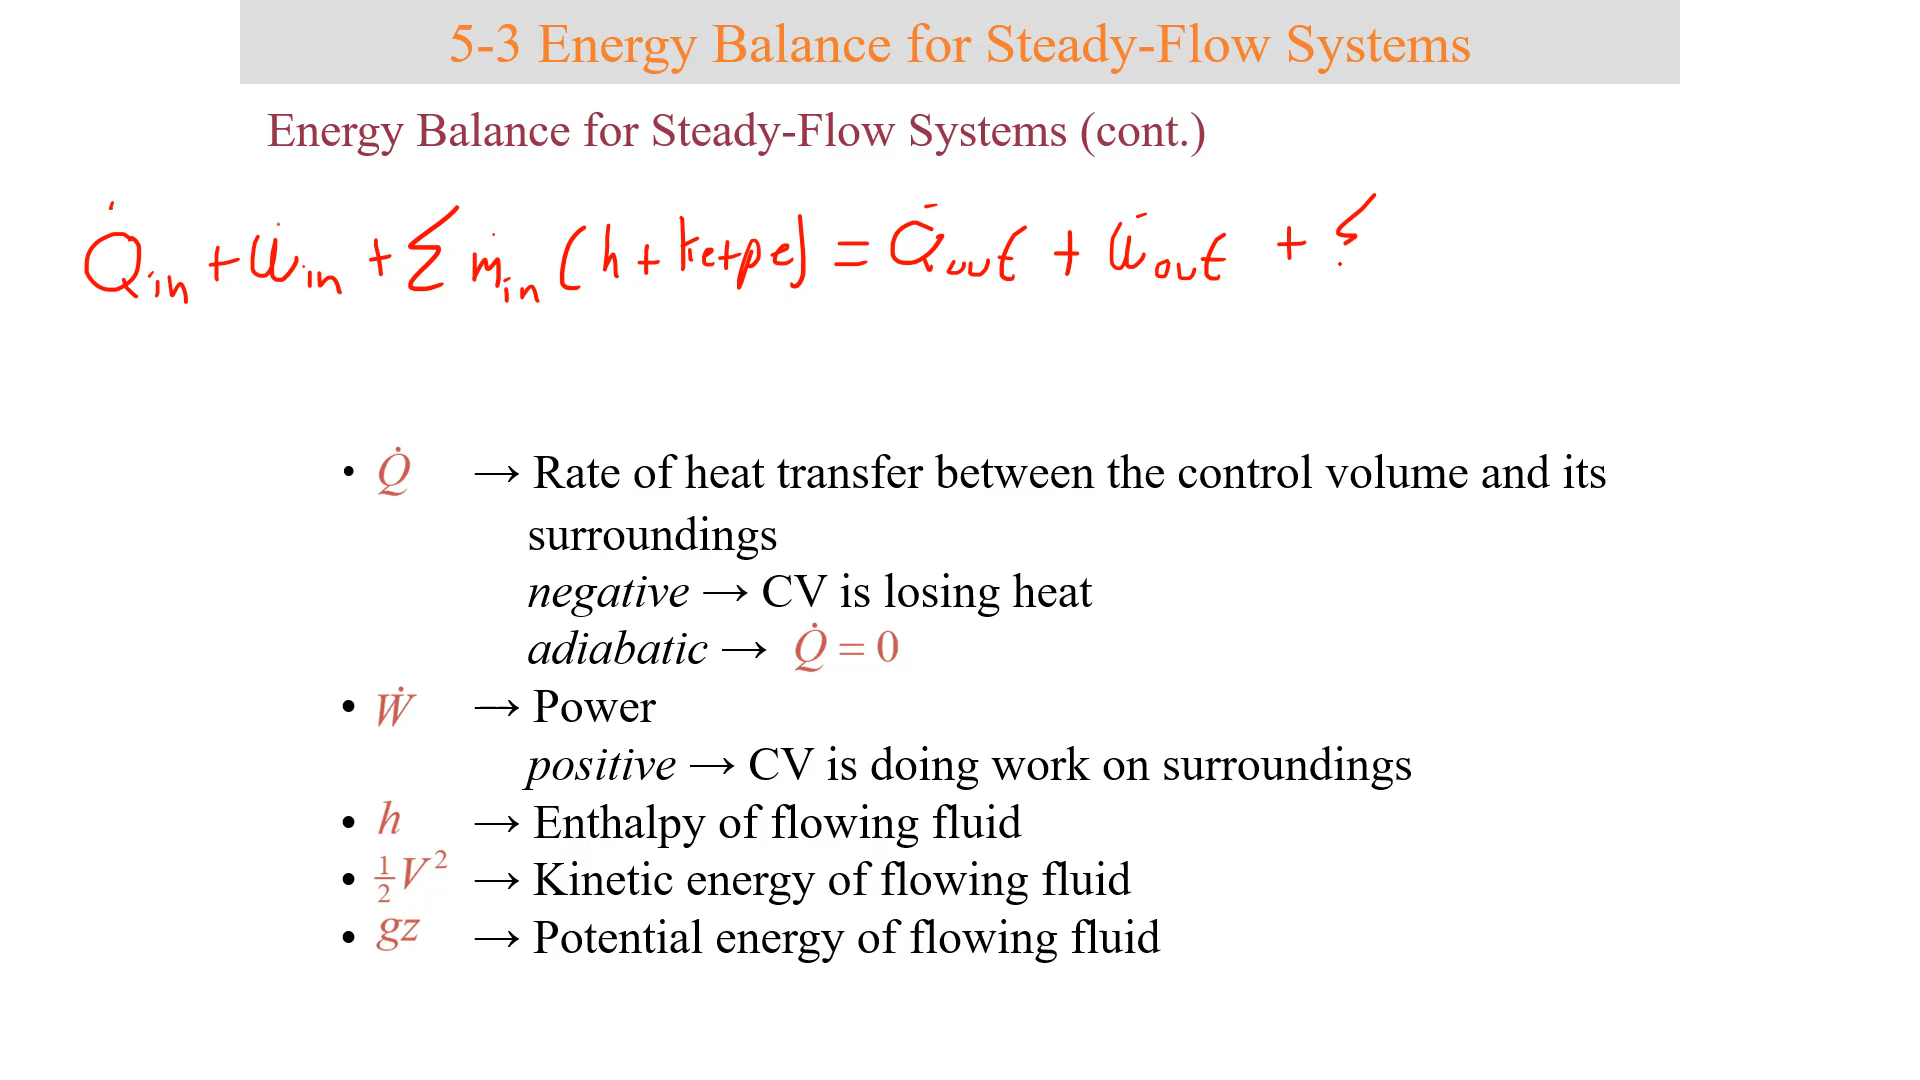 5-3 Energy Balance for Steady-Flow Systems
Energy Balance for Steady-Flow Systems (cont.)
Q̇in + Ẇin + Σ ṁin (h + ke + pe) = Q̇out + Ẇout + Σ
• Q̇ → Rate of heat transfer between the control volume and its
surroundings
negative → CV is losing heat
adiabatic → Q̇ = 0
• Ẇ → Power
positive → CV is doing work on surroundings
• h → Enthalpy of flowing fluid
• ½V² → Kinetic energy of flowing fluid
• gz → Potential energy of flowing fluid